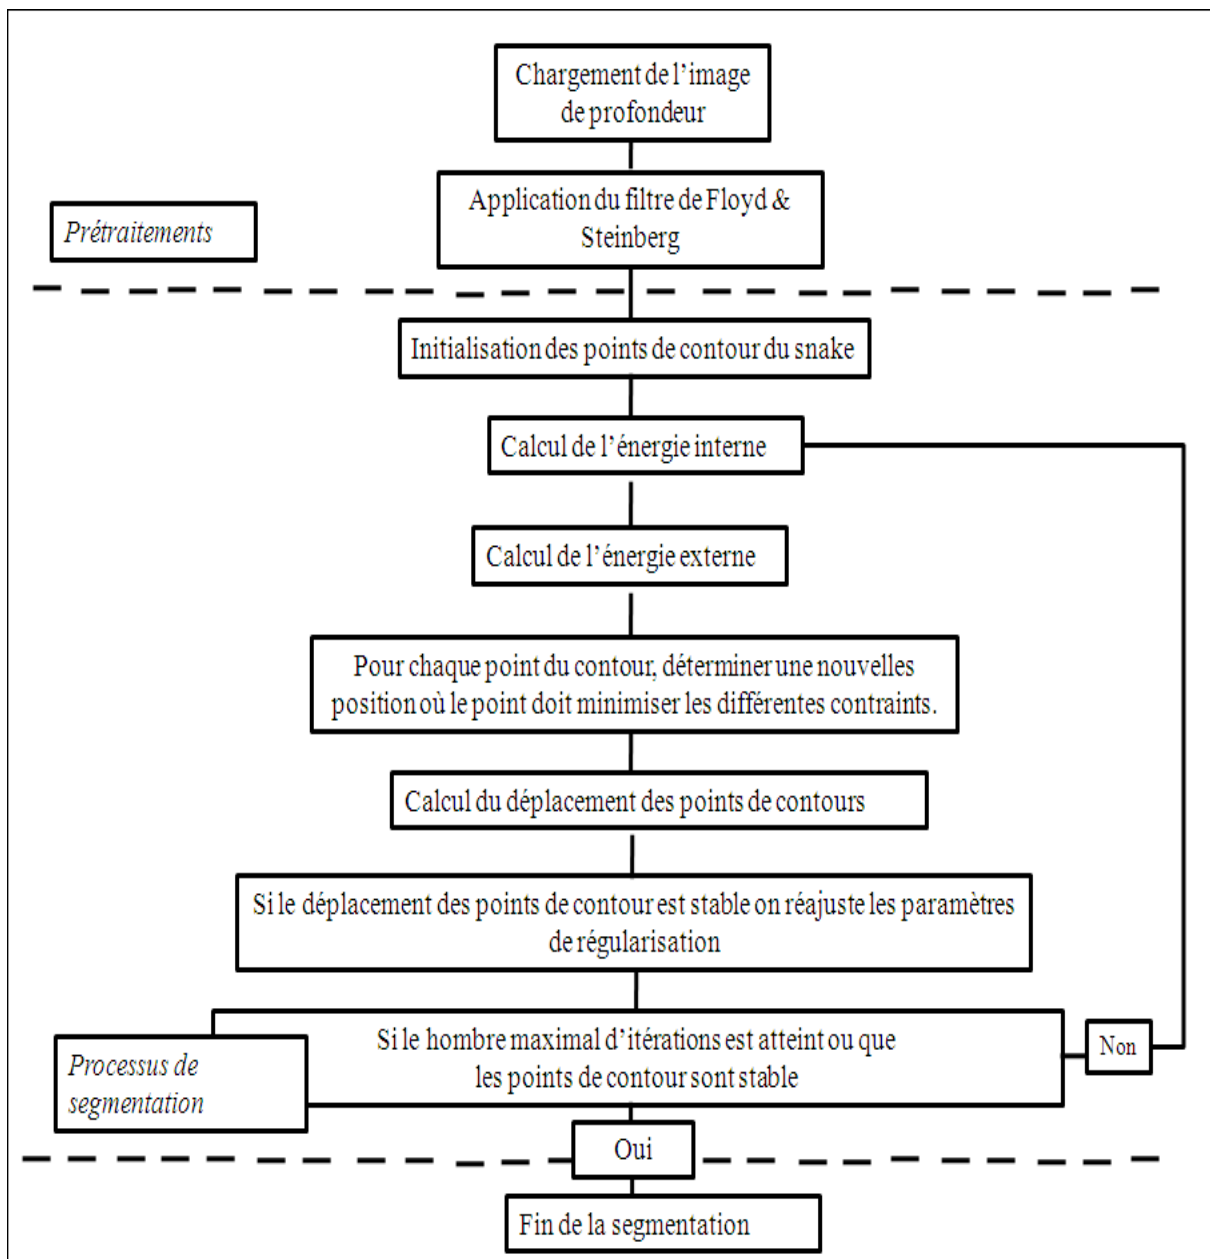 Chargement de l’image
de profondeur
Application du filtre de Floyd &
Steinberg
Prétraitements
Initialisation des points de contour du snake
Calcul de l’énergie interne
Calcul de l’énergie externe
Pour chaque point du contour, déterminer une nouvelles
position où le point doit minimiser les différentes contraints.
Calcul du déplacement des points de contours
Si le déplacement des points de contour est stable on réajuste les paramètres
de régularisation
Si le hombre maximal d’itérations est atteint ou que
les points de contour sont stable
Non
Processus de
segmentation
Oui
Fin de la segmentation